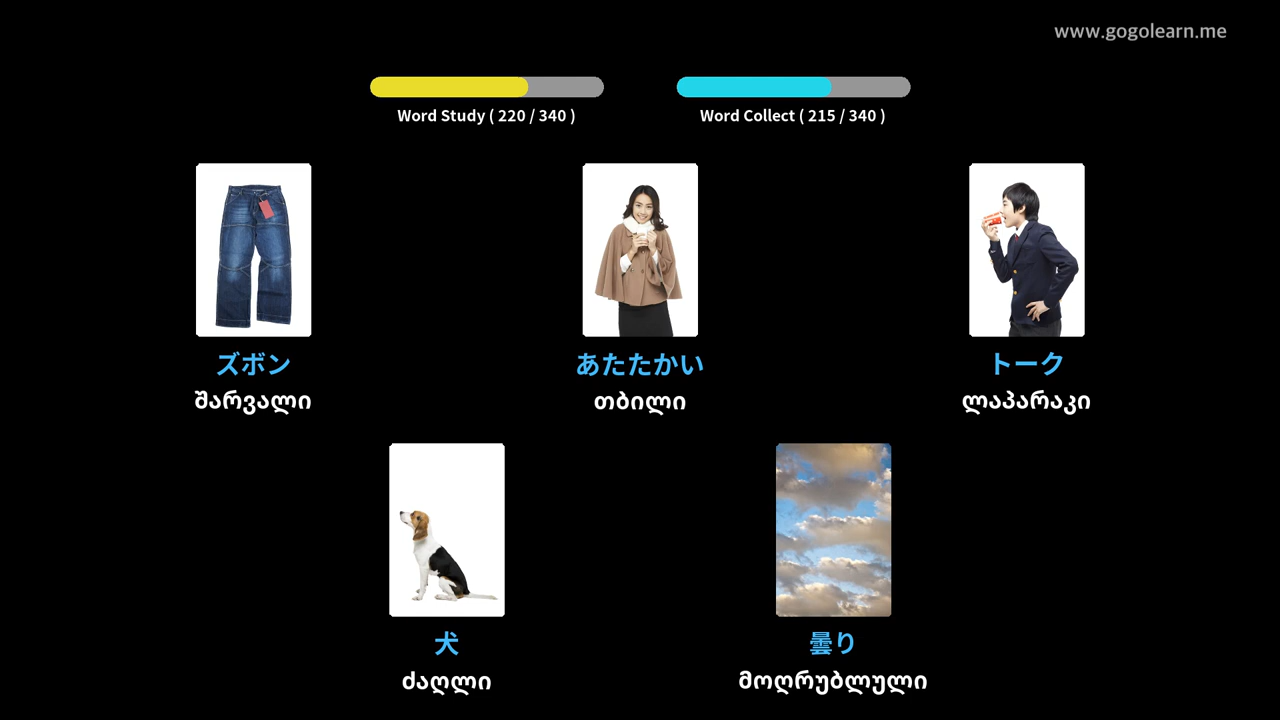 www.gogolearn.me
Word Study ( 220 / 340 )
Word Collect ( 215 / 340 )
ズボン
შარვალი
あたたかい
თბილი
トーク
ლაპარაკი
犬
ძაღლი
曇り
მოღრუბლული